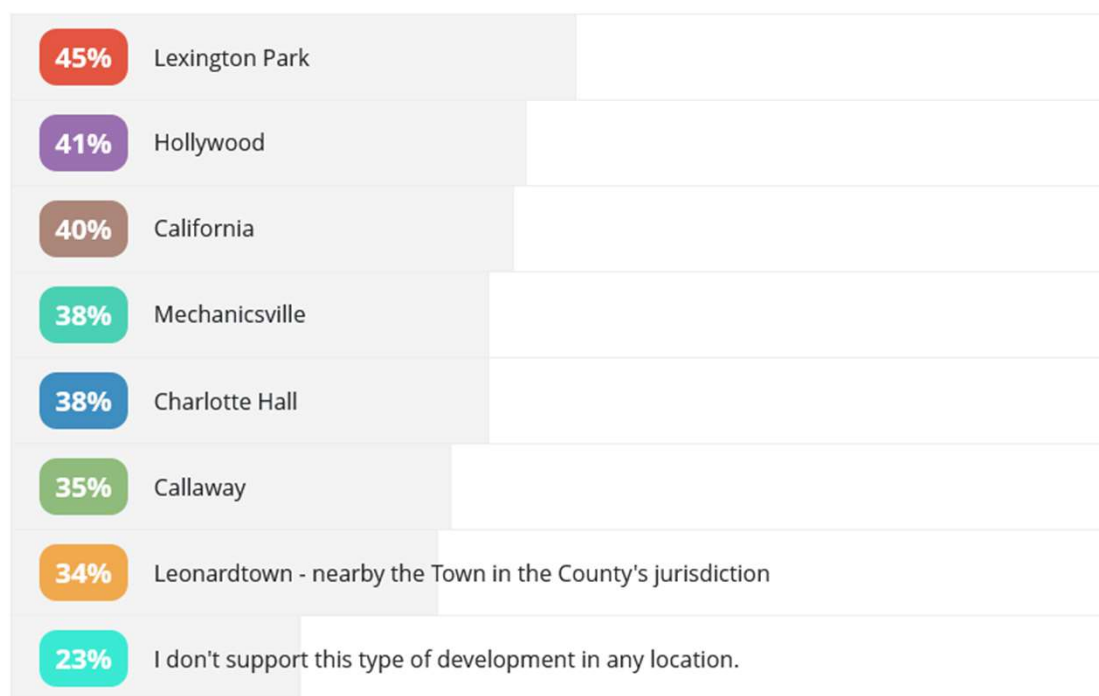 45% Lexington Park
41% Hollywood
40% California
38% Mechanicsville
38% Charlotte Hall
35% Callaway
34% Leonardtown - nearby the Town in the County's jurisdiction
23% I don't support this type of development in any location.